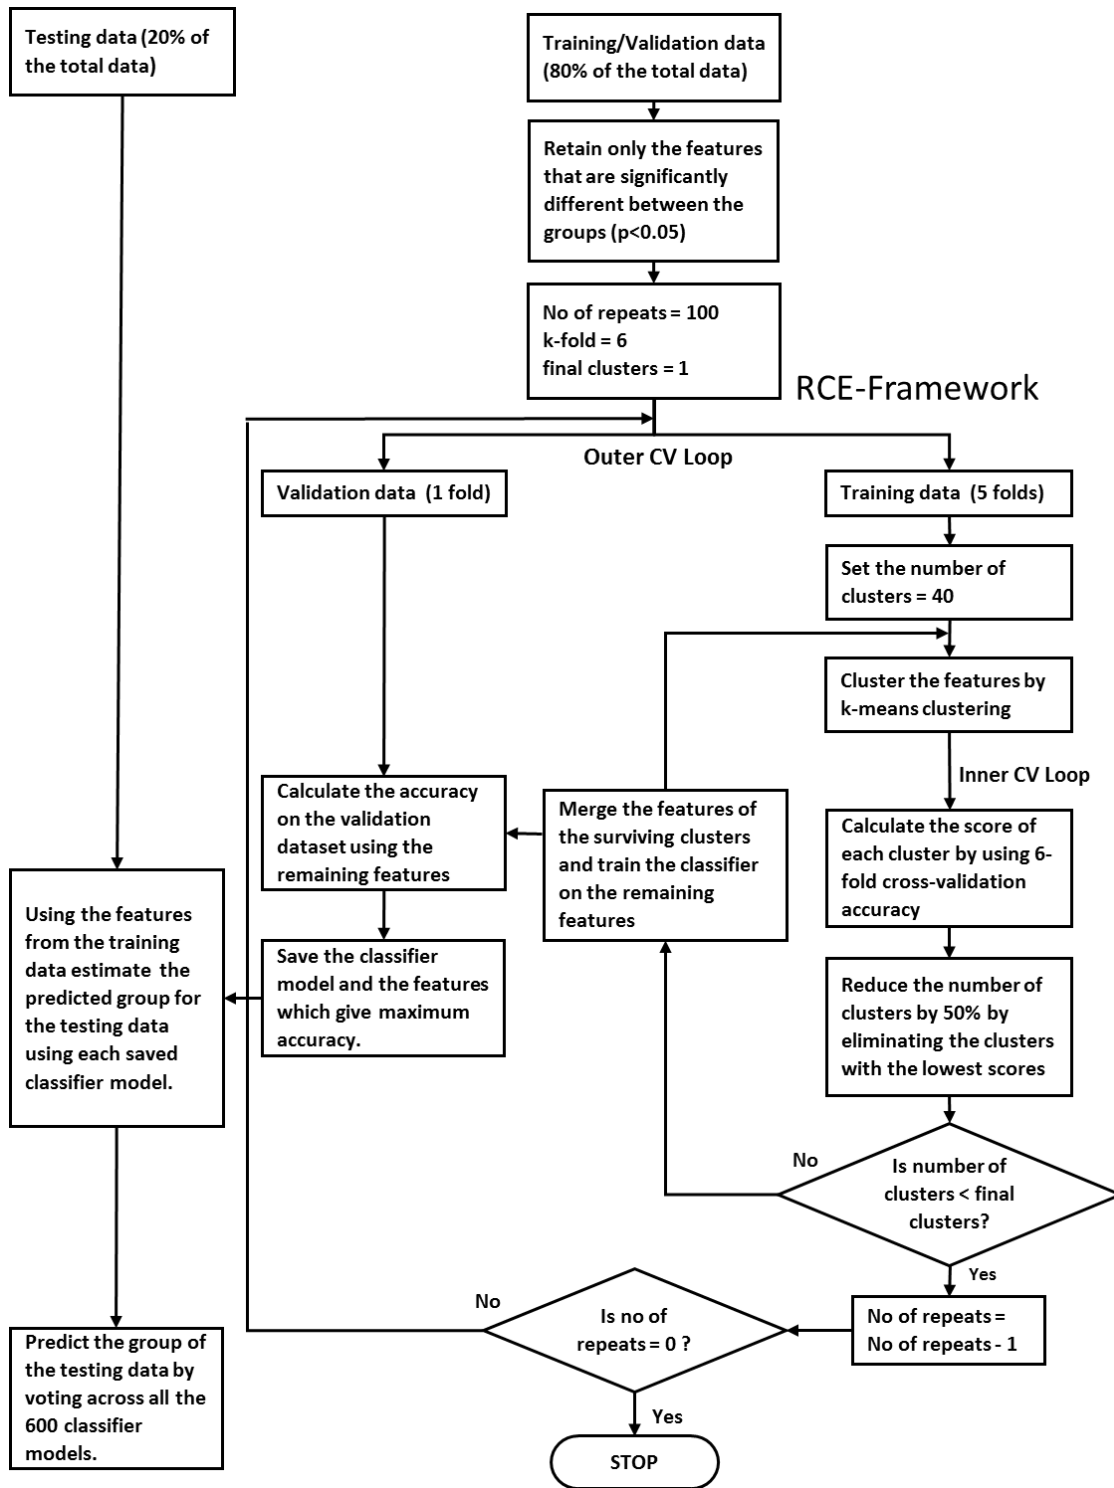 Testing data (20% of
the total data)
Training/Validation data
(80% of the total data)
Retain only the features
that are significantly
different between the
groups (p<0.05)
No of repeats = 100
k-fold = 6
final clusters = 1
RCE-Framework
Outer CV Loop
Validation data (1 fold)
Training data (5 folds)
Set the number of
clusters = 40
Cluster the features by
k-means clustering
Inner CV Loop
Calculate the accuracy
on the validation
dataset using the
remaining features
Merge the features of
the surviving clusters
and train the classifier
on the remaining
features
Calculate the score of
each cluster by using 6-
fold cross-validation
accuracy
Using the features
from the training
data estimate the
predicted group for
the testing data
using each saved
classifier model.
Save the classifier
model and the features
which give maximum
accuracy.
Reduce the number of
clusters by 50% by
eliminating the clusters
with the lowest scores
No
Is number of
clusters < final
clusters?
Yes
No of repeats =
No of repeats - 1
No
Is no of
repeats = 0 ?
Yes
STOP
Predict the group of
the testing data by
voting across all the
600 classifier
models.